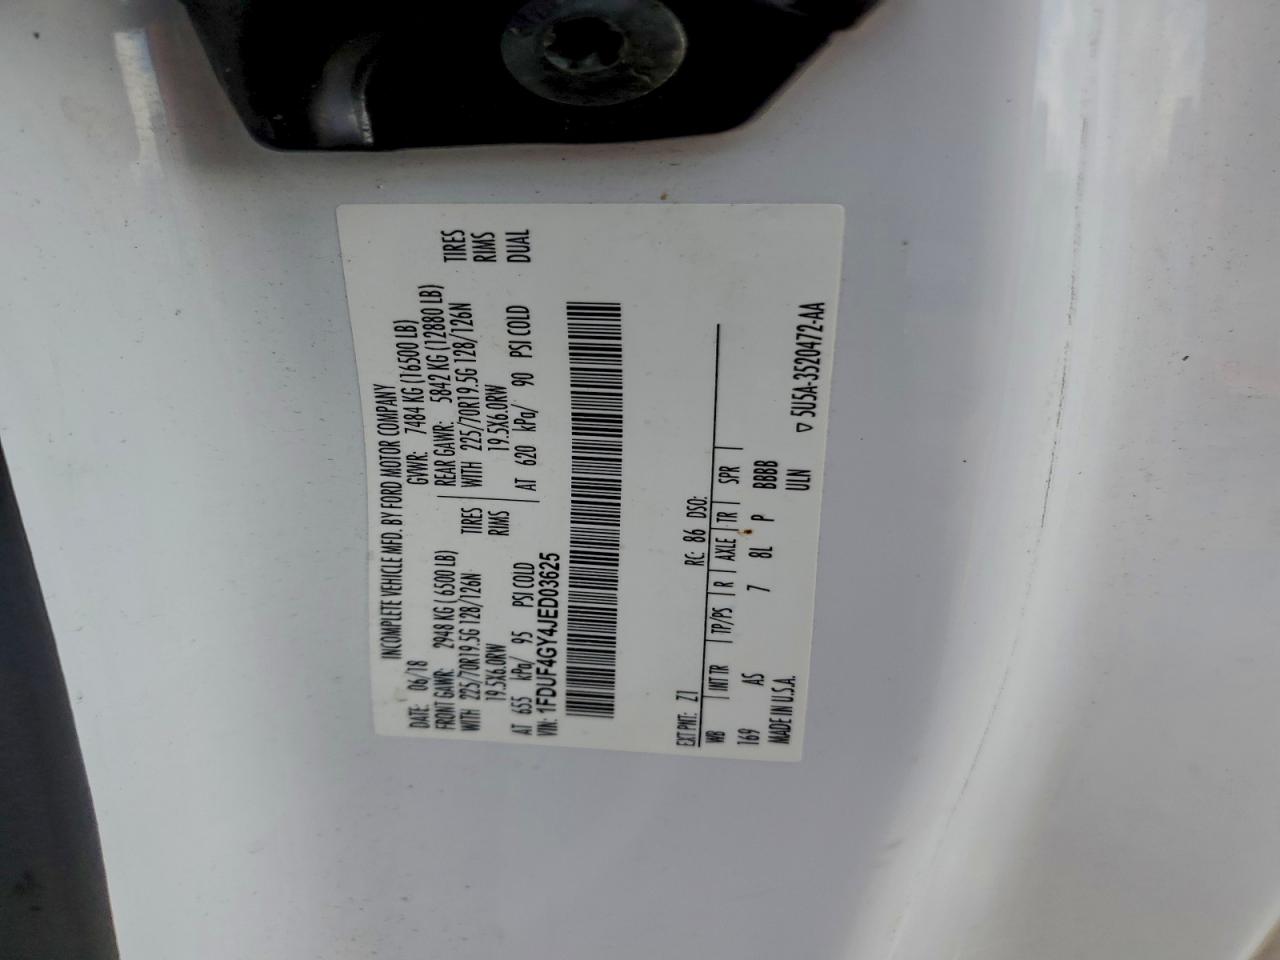 INCOMPLETE VEHICLE MFD. BY FORD MOTOR COMPANY
DATE: 06/18 GVWR: 7484 KG (16500 LB)
FRONT GAWR: 2948 KG (6500 LB) REAR GAWR: 5842 KG (12880 LB)
WITH 225/70R19.5G 128/126N TIRES WITH 225/70R19.5G 128/126N TIRES
19.5X6.0RW RIMS 19.5X6.0RW RIMS
AT 655 kPa/ 95 PSI COLD AT 620 kPa/ 90 PSI COLD DUAL
VIN: 1FDUF4GY4JED03625
EXT PNT: Z1 RC: 86 DSO:
WB INT TR TP/PS R AXLE TR SPR
169 AS 7 8L P BBBB
MADE IN U.S.A. ULN ▽ 5U5A-3520472-AA